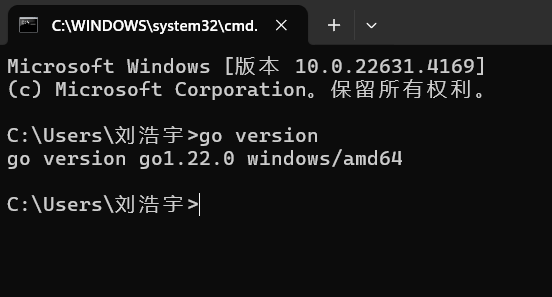 C:\WINDOWS\system32\cmd.
Microsoft Windows [版本 10.0.22631.4169]
(c) Microsoft Corporation。保留所有权利。
C:\Users\刘浩宇>go version
go version go1.22.0 windows/amd64
C:\Users\刘浩宇>